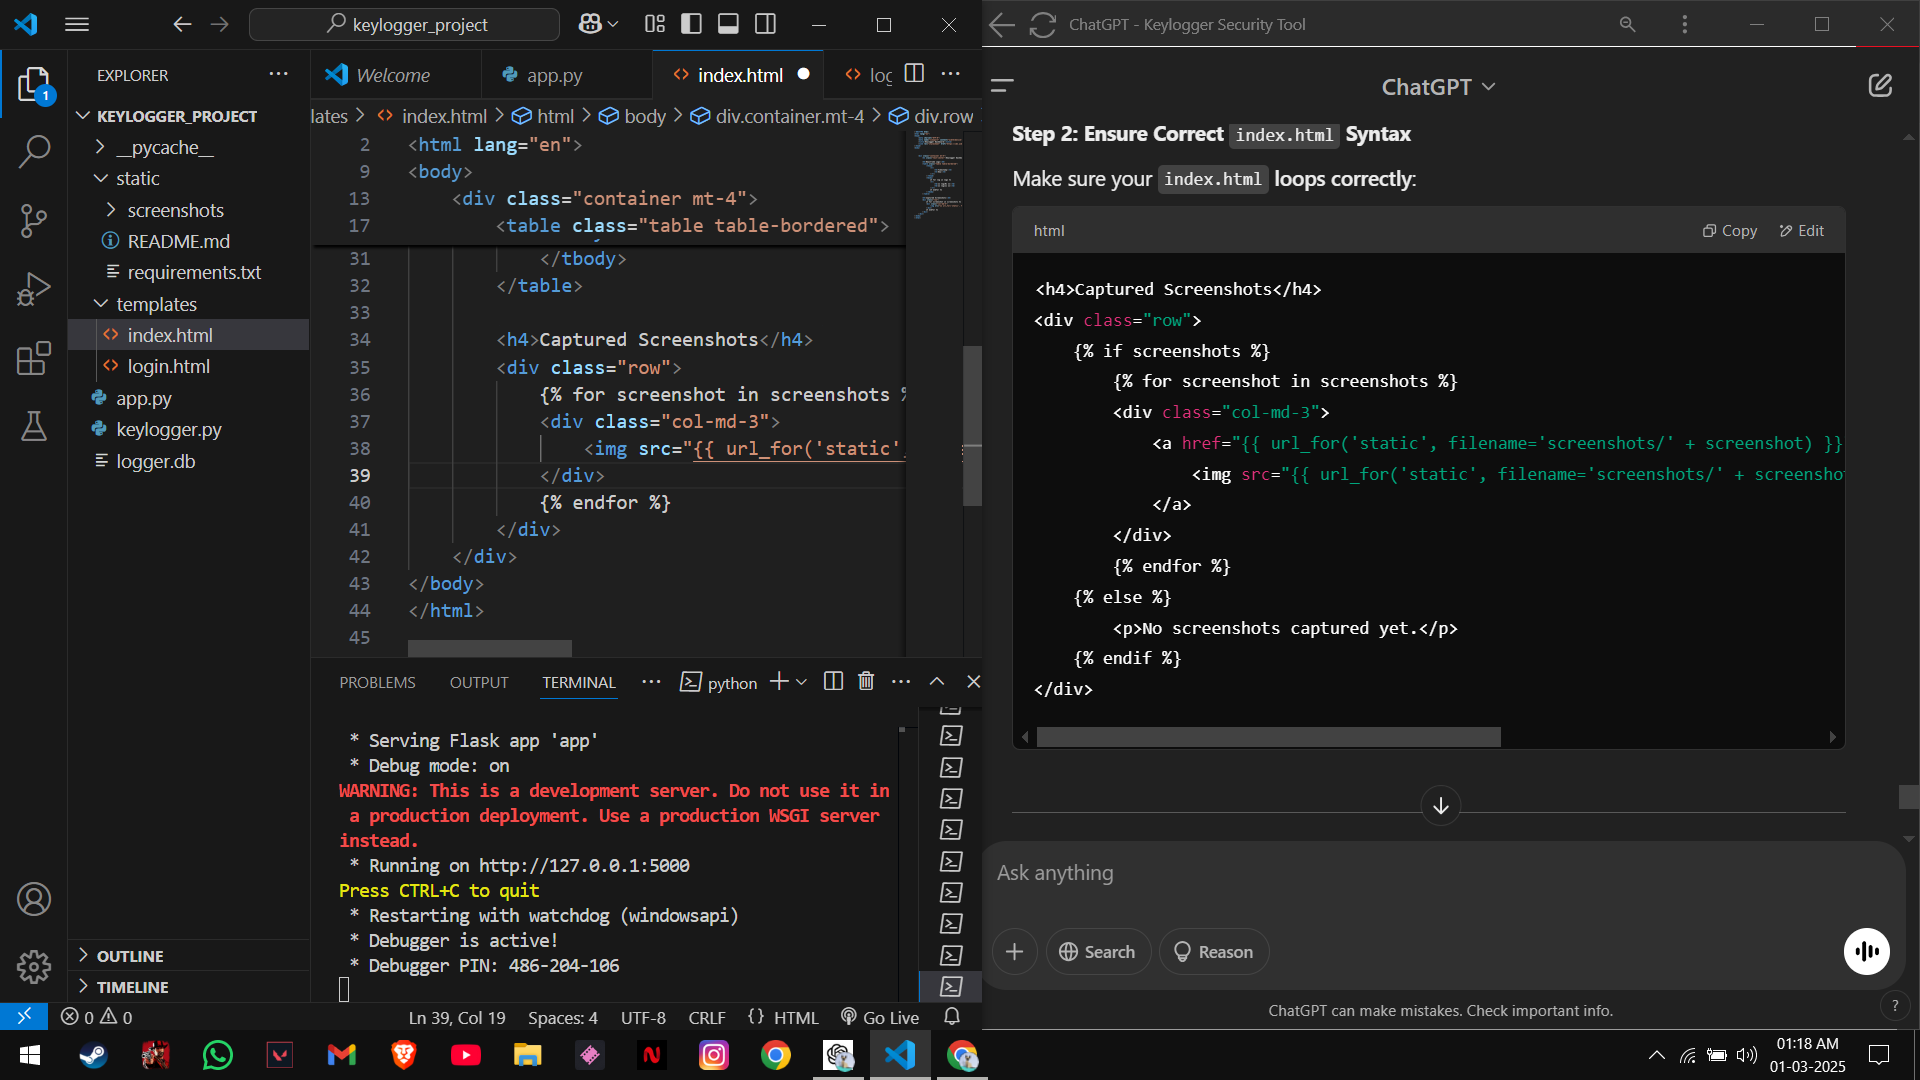 keylogger_project
EXPLORER
KEYLOGGER_PROJECT
__pycache__
static
screenshots
README.md
requirements.txt
templates
index.html
login.html
app.py
keylogger.py
logger.db
OUTLINE
TIMELINE
1
Welcome
app.py
index.html
log
lates > index.html > html > body > div.container.mt-4 > div.row
2 <html lang="en">
9 <body>
13 <div class="container mt-4">
17 <table class="table table-bordered">
31 </tbody>
32 </table>
33
34 <h4>Captured Screenshots</h4>
35 <div class="row">
36 {% for screenshot in screenshots %
37 <div class="col-md-3">
38 <img src="{{ url_for('static',
39 </div>
40 {% endfor %}
41 </div>
42 </div>
43 </body>
44 </html>
45
PROBLEMS OUTPUT TERMINAL ··· python
* Serving Flask app 'app'
* Debug mode: on
WARNING: This is a development server. Do not use it in
a production deployment. Use a production WSGI server
instead.
* Running on http://127.0.0.1:5000
Press CTRL+C to quit
* Restarting with watchdog (windowsapi)
* Debugger is active!
* Debugger PIN: 486-204-106
0 0
Ln 39, Col 19 Spaces: 4 UTF-8 CRLF {} HTML Go Live
ChatGPT - Keylogger Security Tool
ChatGPT
Step 2: Ensure Correct index.html Syntax
Make sure your index.html loops correctly:
html Copy Edit
<h4>Captured Screenshots</h4>
<div class="row">
{% if screenshots %}
{% for screenshot in screenshots %}
<div class="col-md-3">
<a href="{{ url_for('static', filename='screenshots/' + screenshot) }}
<img src="{{ url_for('static', filename='screenshots/' + screensho
</a>
</div>
{% endfor %}
{% else %}
<p>No screenshots captured yet.</p>
{% endif %}
</div>
Ask anything
Search Reason
ChatGPT can make mistakes. Check important info.
?
01:18 AM
01-03-2025